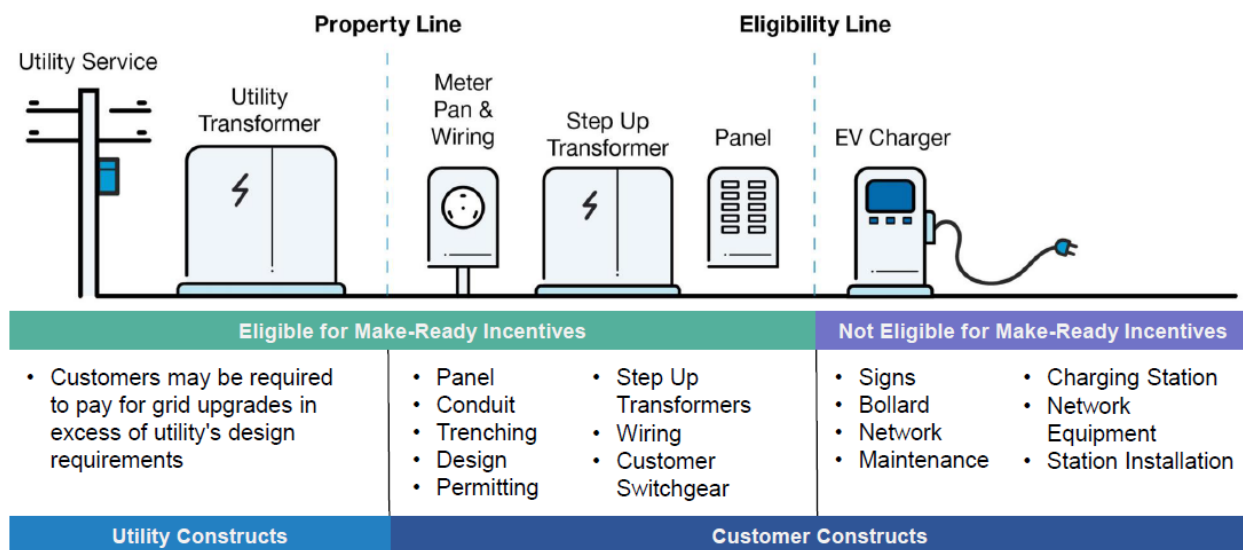 Property Line
Eligibility Line
Utility Service
Utility
Transformer
Meter
Pan &
Wiring
Step Up
Transformer
Panel
EV Charger
Eligible for Make-Ready Incentives
Not Eligible for Make-Ready Incentives
• Customers may be required
to pay for grid upgrades in
excess of utility's design
requirements
• Panel
• Conduit
• Trenching
• Design
• Permitting
• Step Up
Transformers
• Wiring
• Customer
Switchgear
• Signs
• Bollard
• Network
• Maintenance
• Charging Station
• Network
Equipment
• Station Installation
Utility Constructs
Customer Constructs